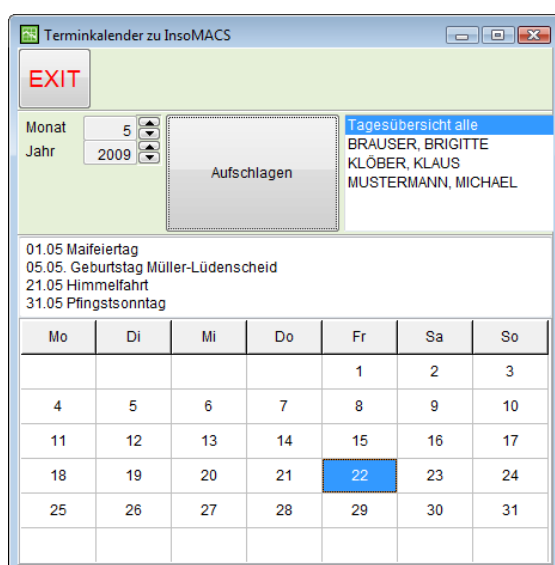 Terminkalender zu InsoMACS
EXIT
Monat 5
Jahr 2009
Aufschlagen
Tagesübersicht alle
BRAUSER, BRIGITTE
KLÖBER, KLAUS
MUSTERMANN, MICHAEL
01.05 Maifeiertag
05.05. Geburtstag Müller-Lüdenscheid
21.05 Himmelfahrt
31.05 Pfingstsonntag
Mo Di Mi Do Fr Sa So
1 2 3
4 5 6 7 8 9 10
11 12 13 14 15 16 17
18 19 20 21 22 23 24
25 26 27 28 29 30 31